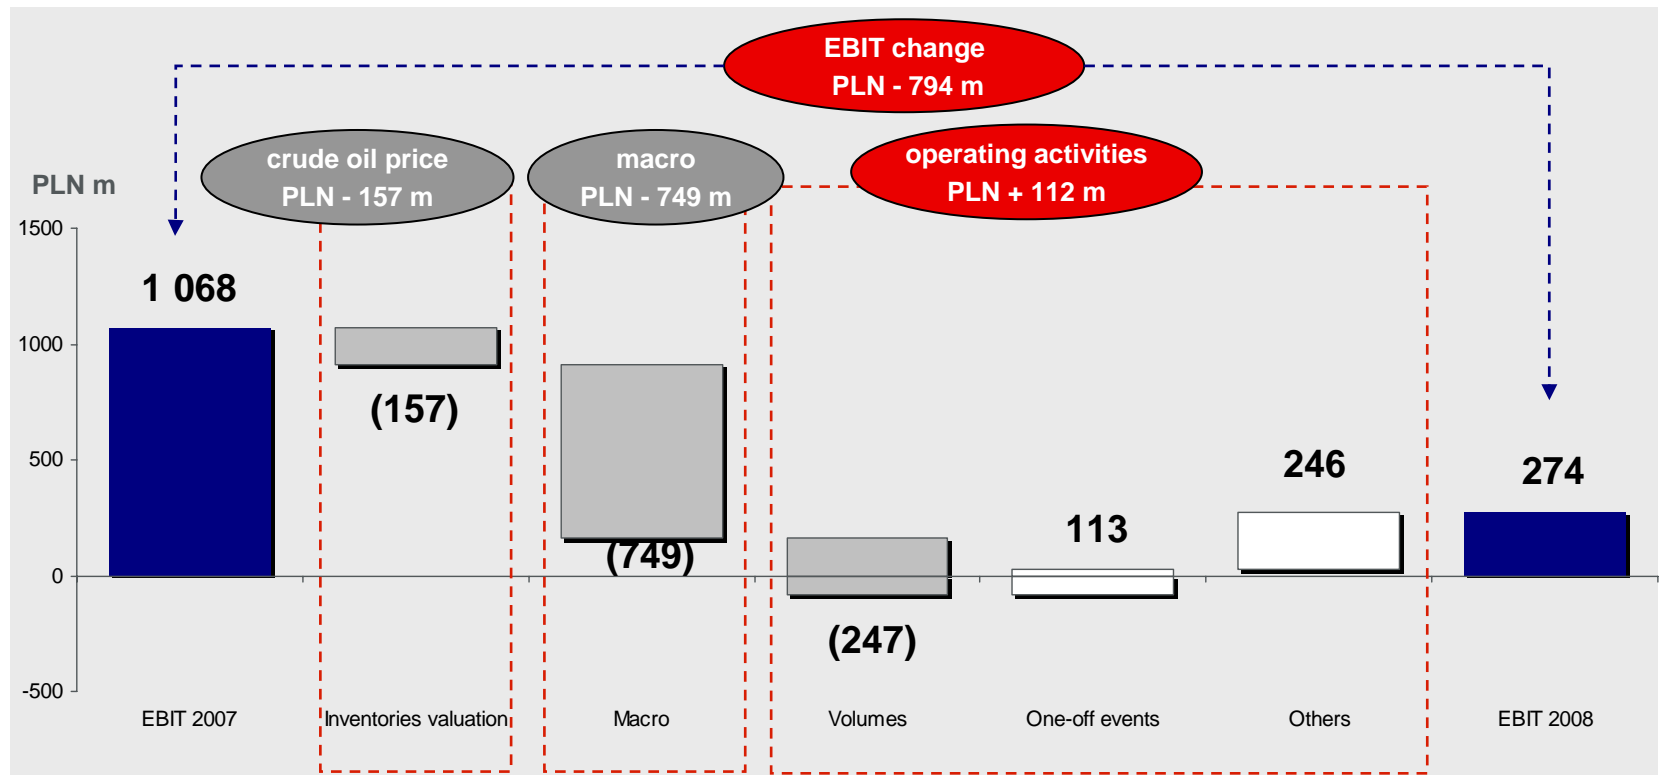 EBIT change
PLN - 794 m
crude oil price
PLN - 157 m
macro
PLN - 749 m
operating activities
PLN + 112 m
PLN m
1500
1000
500
0
-500
1 068
(157)
(749)
(247)
113
246
274
EBIT 2007
Inventories valuation
Macro
Volumes
One-off events
Others
EBIT 2008